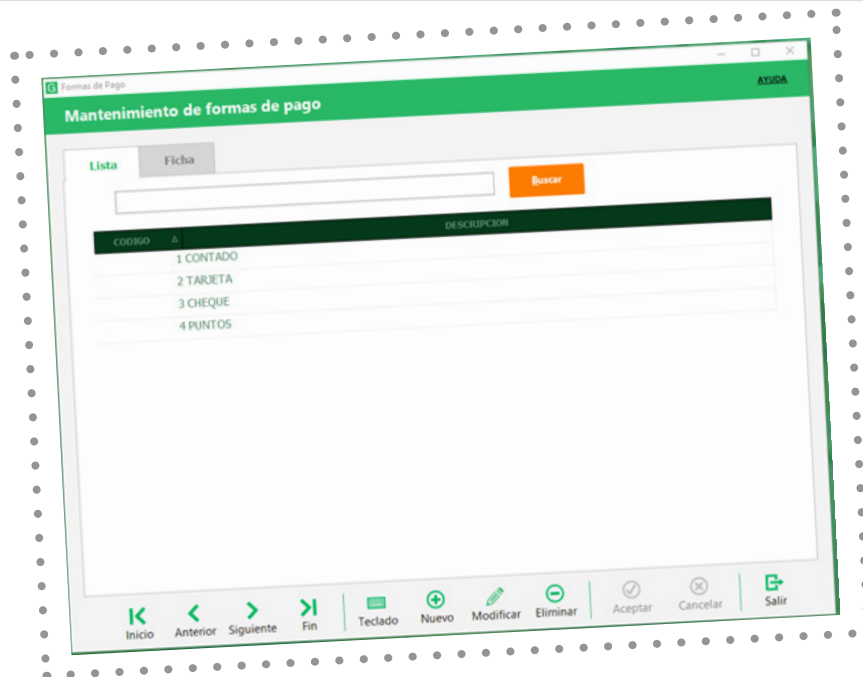 G Formas de Pago
Mantenimiento de formas de pago
AYUDA
Lista Ficha
Buscar
CODIGO DESCRIPCION
1 CONTADO
2 TARJETA
3 CHEQUE
4 PUNTOS
Inicio Anterior Siguiente Fin Teclado Nuevo Modificar Eliminar Aceptar Cancelar Salir